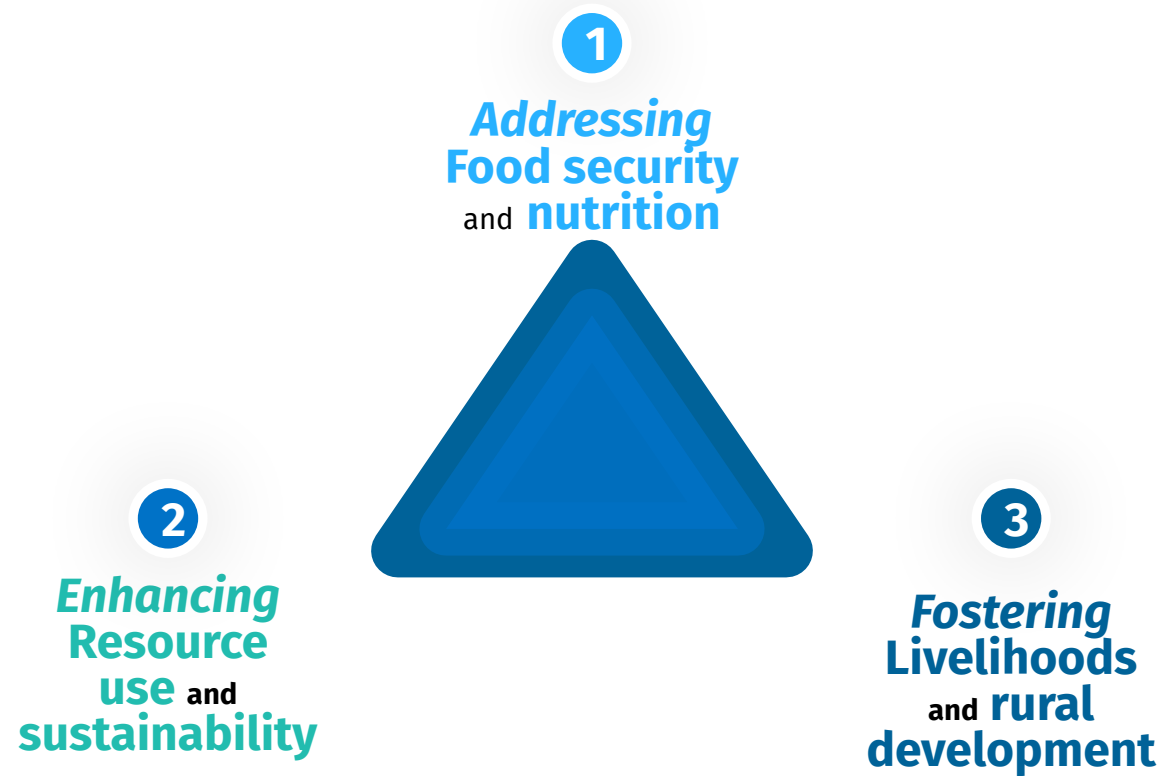 1
Addressing
Food security
and nutrition
2
Enhancing
Resource
use and
sustainability
3
Fostering
Livelihoods
and rural
development